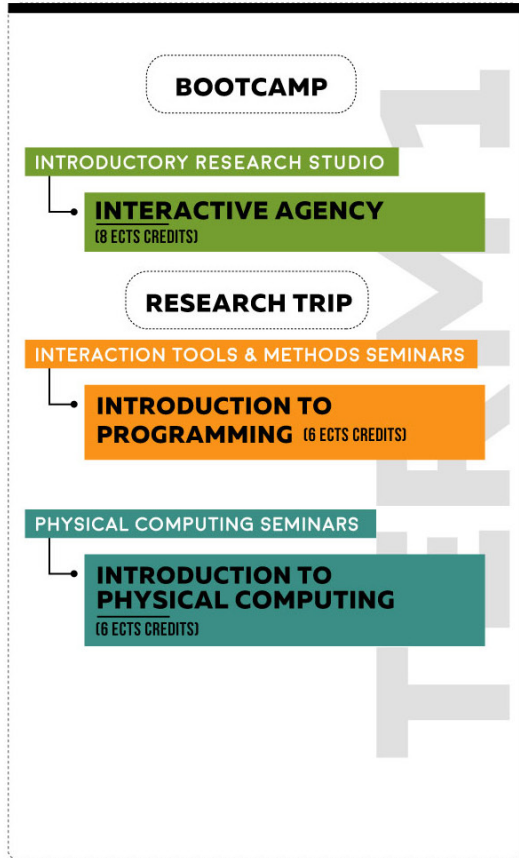 BOOTCAMP
INTRODUCTORY RESEARCH STUDIO
INTERACTIVE AGENCY
(8 ECTS CREDITS)
RESEARCH TRIP
INTERACTION TOOLS & METHODS SEMINARS
INTRODUCTION TO
PROGRAMMING (6 ECTS CREDITS)
PHYSICAL COMPUTING SEMINARS
INTRODUCTION TO
PHYSICAL COMPUTING
(6 ECTS CREDITS)
TERM 1